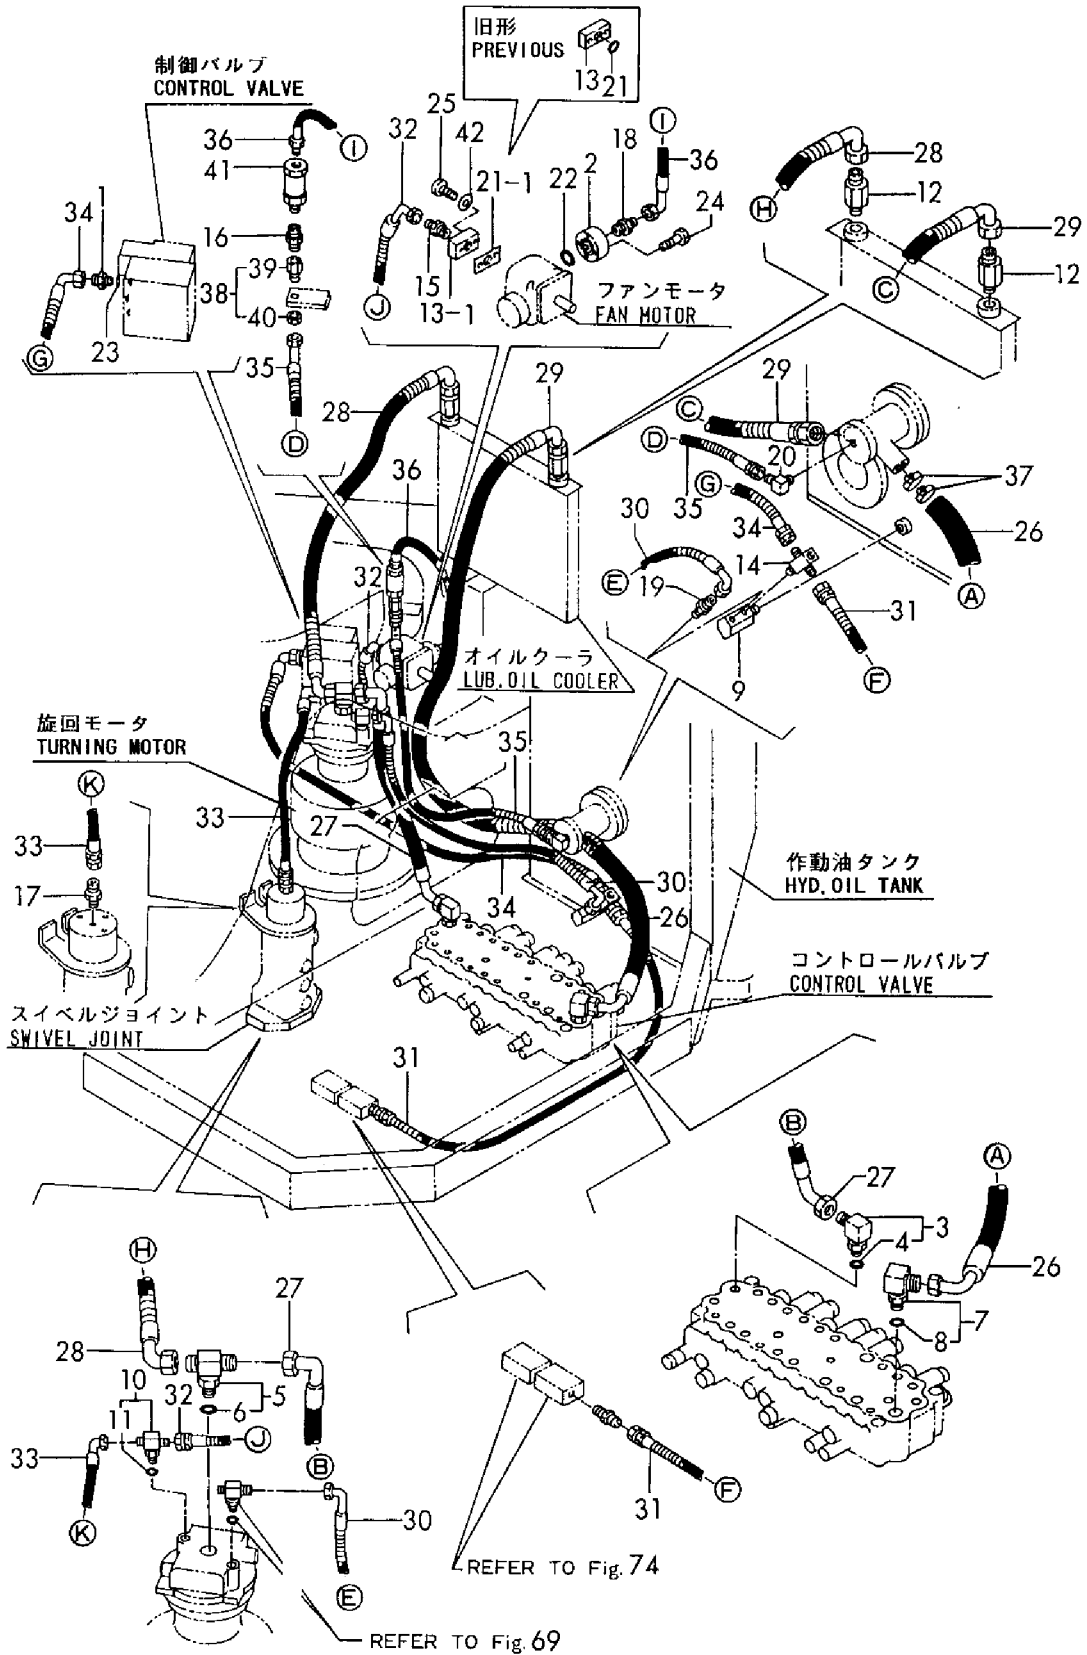 旧形
PREVIOUS
13 21
制御バルブ
CONTROL VALVE
36
I
41
34
1
16
39
38
40
35
23
G
D
25
32
42
21-1
22
2
18
I
36
24
15
13-1
J
ファンモータ
FAN MOTOR
28
H
12
29
C
12
28
29
36
32
C
29
D
20
35
G
37
30
34
26
14
E
19
A
31
9
F
オイルクーラ
LUB.OIL COOLER
旋回モータ
TURNING MOTOR
K
33
17
33
35
27
34
30
26
作動油タンク
HYD.OIL TANK
コントロールバルブ
CONTROL VALVE
スイベルジョイント
SWIVEL JOINT
31
B
A
27
3
4
26
7
8
H
27
28
10
32
5
6
11
J
33
B
K
30
E
31
F
REFER TO Fig. 74
REFER TO Fig. 69